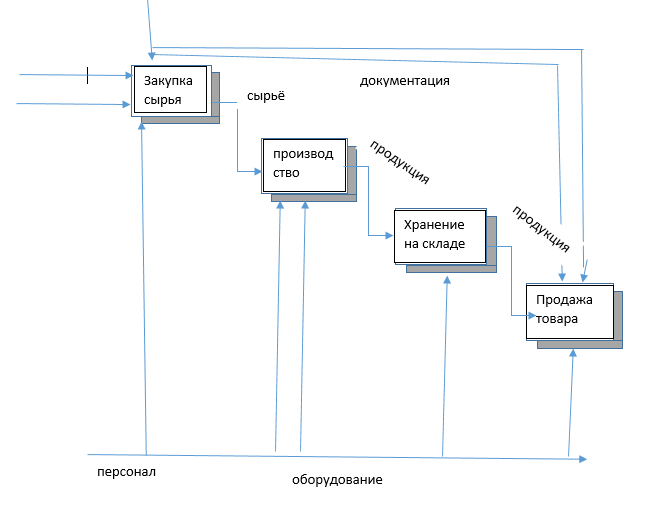 Закупка
сырья
сырьё
документация
производ
ство
продукция
Хранение
на складе
продукция
Продажа
товара
персонал
оборудование